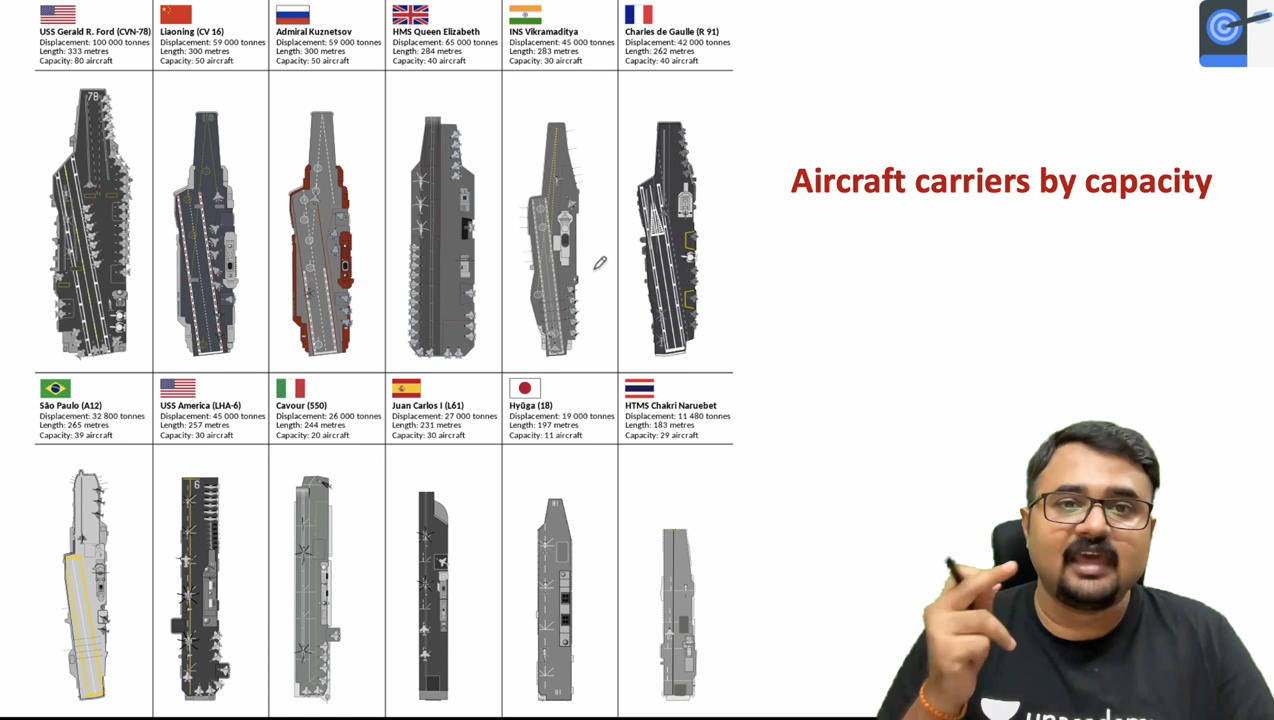 USS Gerald R. Ford (CVN-78)
Displacement: 100 000 tonnes
Length: 333 metres
Capacity: 80 aircraft
Liaoning (CV 16)
Displacement: 59 000 tonnes
Length: 300 metres
Capacity: 50 aircraft
Admiral Kuznetsov
Displacement: 59 000 tonnes
Length: 300 metres
Capacity: 50 aircraft
HMS Queen Elizabeth
Displacement: 65 000 tonnes
Length: 284 metres
Capacity: 40 aircraft
INS Vikramaditya
Displacement: 45 000 tonnes
Length: 283 metres
Capacity: 30 aircraft
Charles de Gaulle (R 91)
Displacement: 42 000 tonnes
Length: 262 metres
Capacity: 40 aircraft
78
Aircraft carriers by capacity
São Paulo (A12)
Displacement: 32 800 tonnes
Length: 265 metres
Capacity: 39 aircraft
USS America (LHA-6)
Displacement: 45 000 tonnes
Length: 257 metres
Capacity: 30 aircraft
Cavour (550)
Displacement: 26 000 tonnes
Length: 244 metres
Capacity: 20 aircraft
Juan Carlos I (L61)
Displacement: 27 000 tonnes
Length: 231 metres
Capacity: 30 aircraft
Hyūga (18)
Displacement: 19 000 tonnes
Length: 197 metres
Capacity: 11 aircraft
HTMS Chakri Naruebet
Displacement: 11 480 tonnes
Length: 183 metres
Capacity: 29 aircraft
6